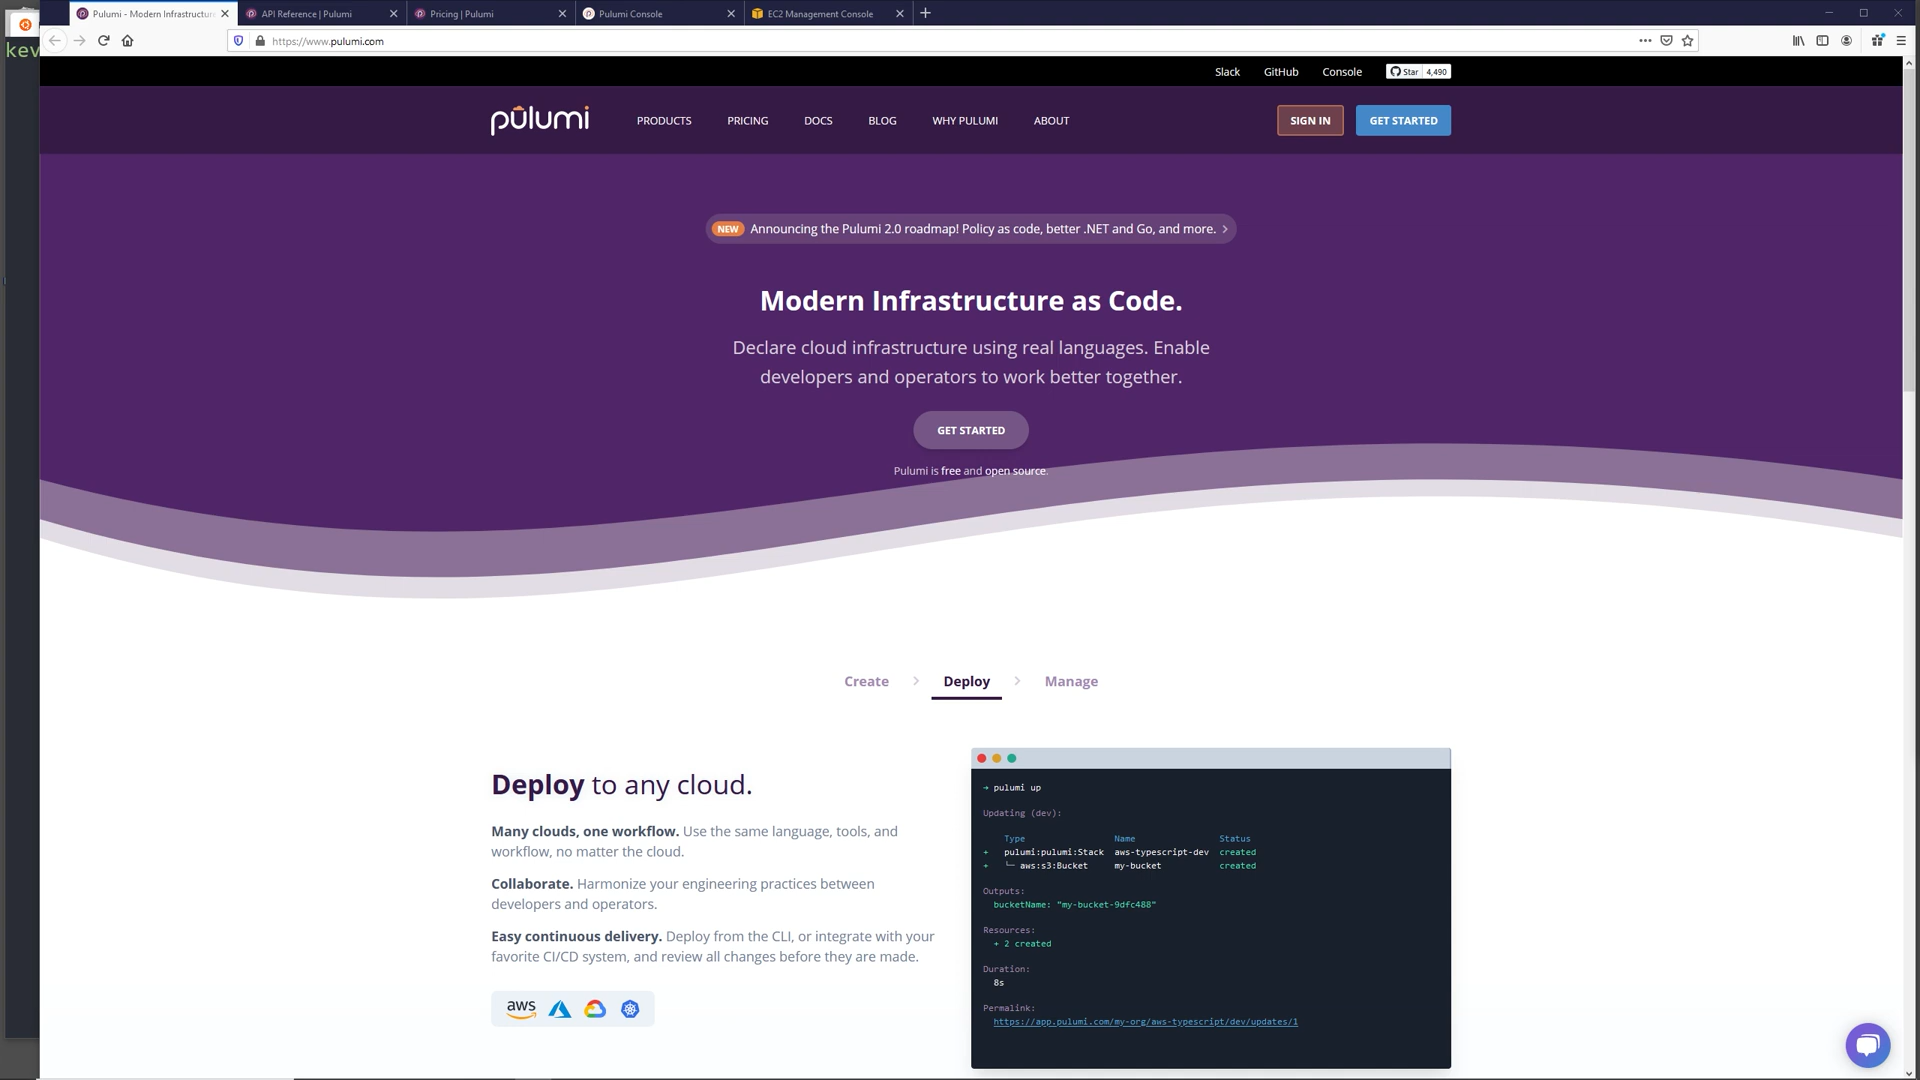 Pulumi - Modern Infrastructure
API Reference | Pulumi
Pricing | Pulumi
Pulumi Console
EC2 Management Console
kev
https://www.pulumi.com
Slack
GitHub
Console
Star
4,490
pulumi
PRODUCTS
PRICING
DOCS
BLOG
WHY PULUMI
ABOUT
SIGN IN
GET STARTED
NEW Announcing the Pulumi 2.0 roadmap! Policy as code, better .NET and Go, and more.
Modern Infrastructure as Code.
Declare cloud infrastructure using real languages. Enable
developers and operators to work better together.
GET STARTED
Pulumi is free and open source.
Create
Deploy
Manage
Deploy to any cloud.
Many clouds, one workflow. Use the same language, tools, and
workflow, no matter the cloud.
Collaborate. Harmonize your engineering practices between
developers and operators.
Easy continuous delivery. Deploy from the CLI, or integrate with your
favorite CI/CD system, and review all changes before they are made.
aws
→ pulumi up
Updating (dev):
Type Name Status
+ pulumi:pulumi:Stack aws-typescript-dev created
+ └─ aws:s3:Bucket my-bucket created
Outputs:
bucketName: "my-bucket-9dfc488"
Resources:
+ 2 created
Duration:
8s
Permalink:
https://app.pulumi.com/my-org/aws-typescript/dev/updates/1